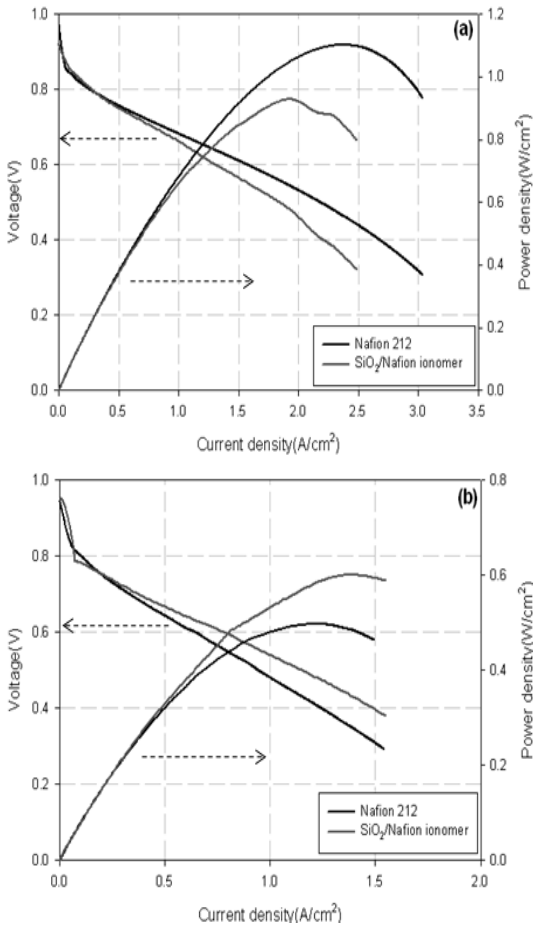 (a)
1.0
0.8
0.6
0.4
0.2
0.0
Voltage(V)
1.2
1.0
0.8
0.6
0.4
0.2
0.0
Power density(W/cm²)
Nafion 212
SiO₂/Nafion ionomer
0.0 0.5 1.0 1.5 2.0 2.5 3.0 3.5
Current density(A/cm²)
(b)
1.0
0.8
0.6
0.4
0.2
0.0
Voltage(V)
0.8
0.6
0.4
0.2
0.0
Power density(W/cm²)
Nafion 212
SiO₂/Nafion ionomer
0.0 0.5 1.0 1.5 2.0
Current density(A/cm²)